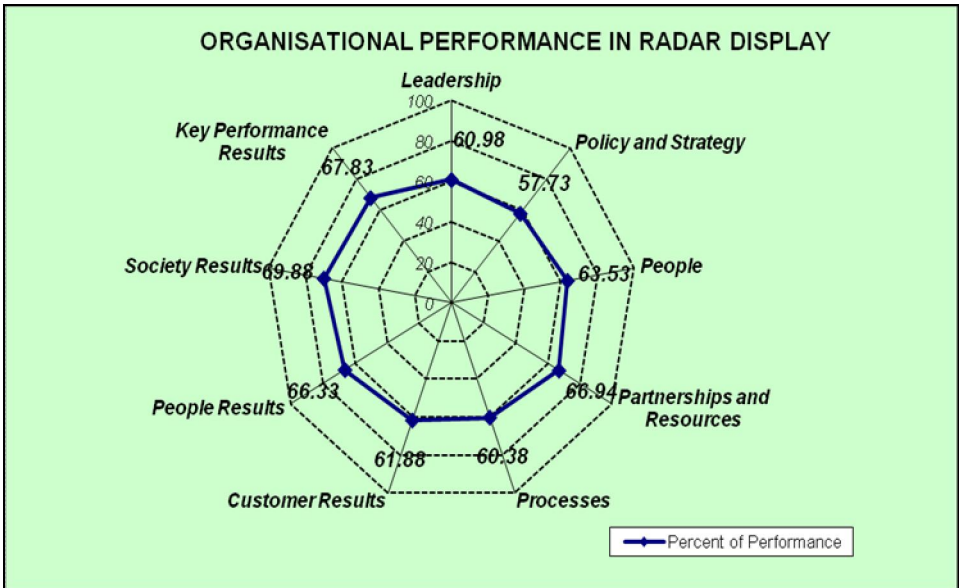 ORGANISATIONAL PERFORMANCE IN RADAR DISPLAY
Leadership
100
Key Performance
Results
67.83
80
60.98
Policy and Strategy
57.73
60
40
20
0
Society Results
69.88
63.53
People
People Results
66.33
66.94
Partnerships and
Resources
61.88
60.38
Customer Results
Processes
Percent of Performance